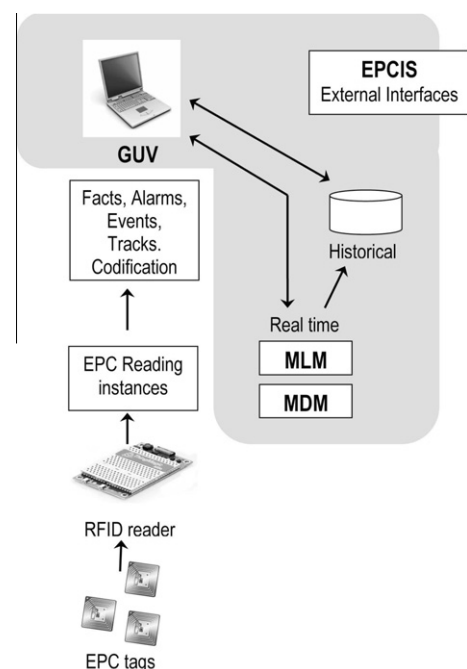 EPCIS
External Interfaces
GUV
Facts, Alarms,
Events,
Tracks.
Codification
Historical
Real time
MLM
MDM
EPC Reading
instances
RFID reader
EPC tags